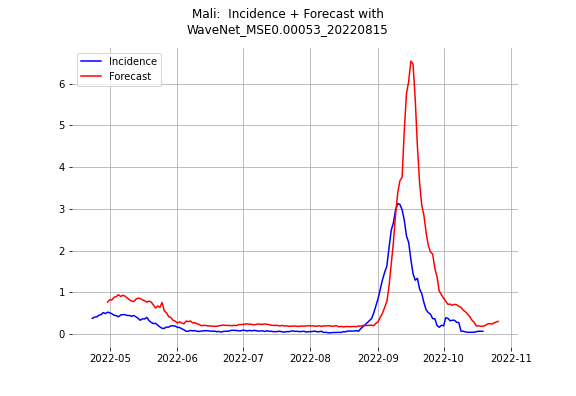 Mali:  Incidence + Forecast with
WaveNet_MSE0.00053_20220815
Incidence
Forecast
6
5
4
3
2
1
0
2022-05 2022-06 2022-07 2022-08 2022-09 2022-10 2022-11